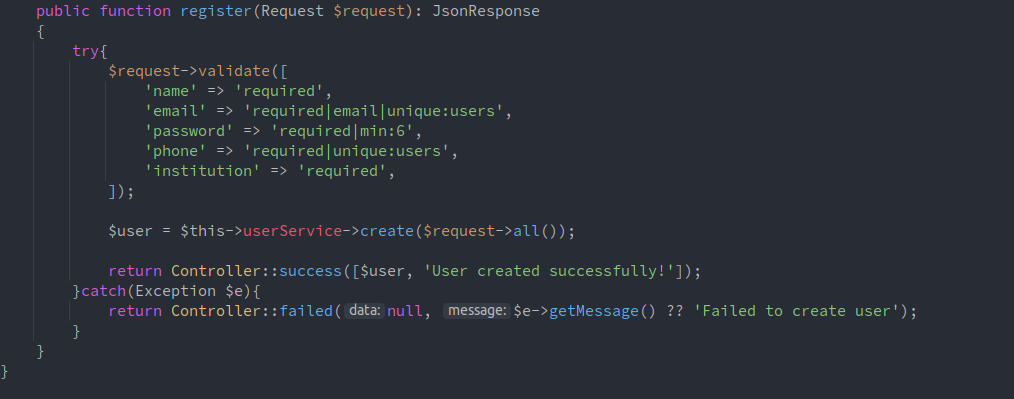 public function register(Request $request): JsonResponse
{
try{
$request->validate([
'name' => 'required',
'email' => 'required|email|unique:users',
'password' => 'required|min:6',
'phone' => 'required|unique:users',
'institution' => 'required',
]);
$user = $this->userService->create($request->all());
return Controller::success([$user, 'User created successfully!']);
}catch(Exception $e){
return Controller::failed( data: null, message: $e->getMessage() ?? 'Failed to create user');
}
}
}